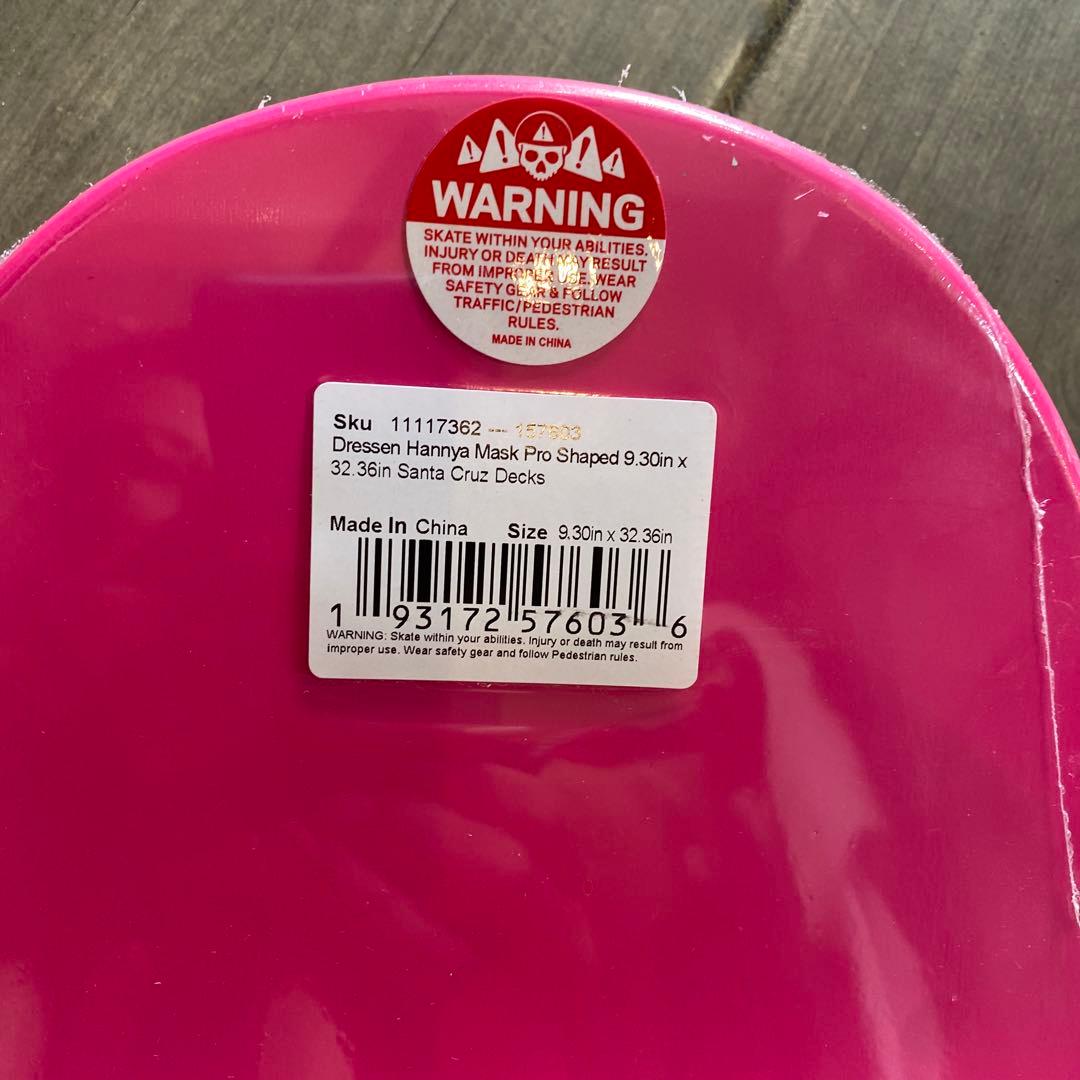 WARNING
SKATE WITHIN YOUR ABILITIES.
INJURY OR DEATH MAY RESULT
FROM IMPROPER USE. WEAR
SAFETY GEAR & FOLLOW
TRAFFIC/PEDESTRIAN
RULES.
MADE IN CHINA
Sku 11117362 --- 157603
Dressen Hannya Mask Pro Shaped 9.30in x
32.36in Santa Cruz Decks
Made In China Size 9.30in x 32.36in
1 93172 57603 6
WARNING: Skate within your abilities. Injury or death may result from
improper use. Wear safety gear and follow Pedestrian rules.